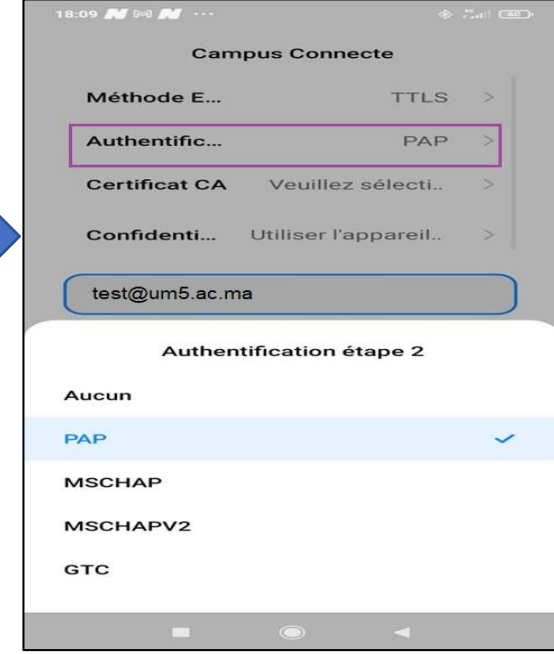 18:09
Campus Connecte
Méthode E... TTLS >
Authentific... PAP >
Certificat CA Veuillez sélecti.. >
Confidenti... Utiliser l'appareil.. >
test@um5.ac.ma
Authentification étape 2
Aucun
PAP
MSCHAP
MSCHAPV2
GTC